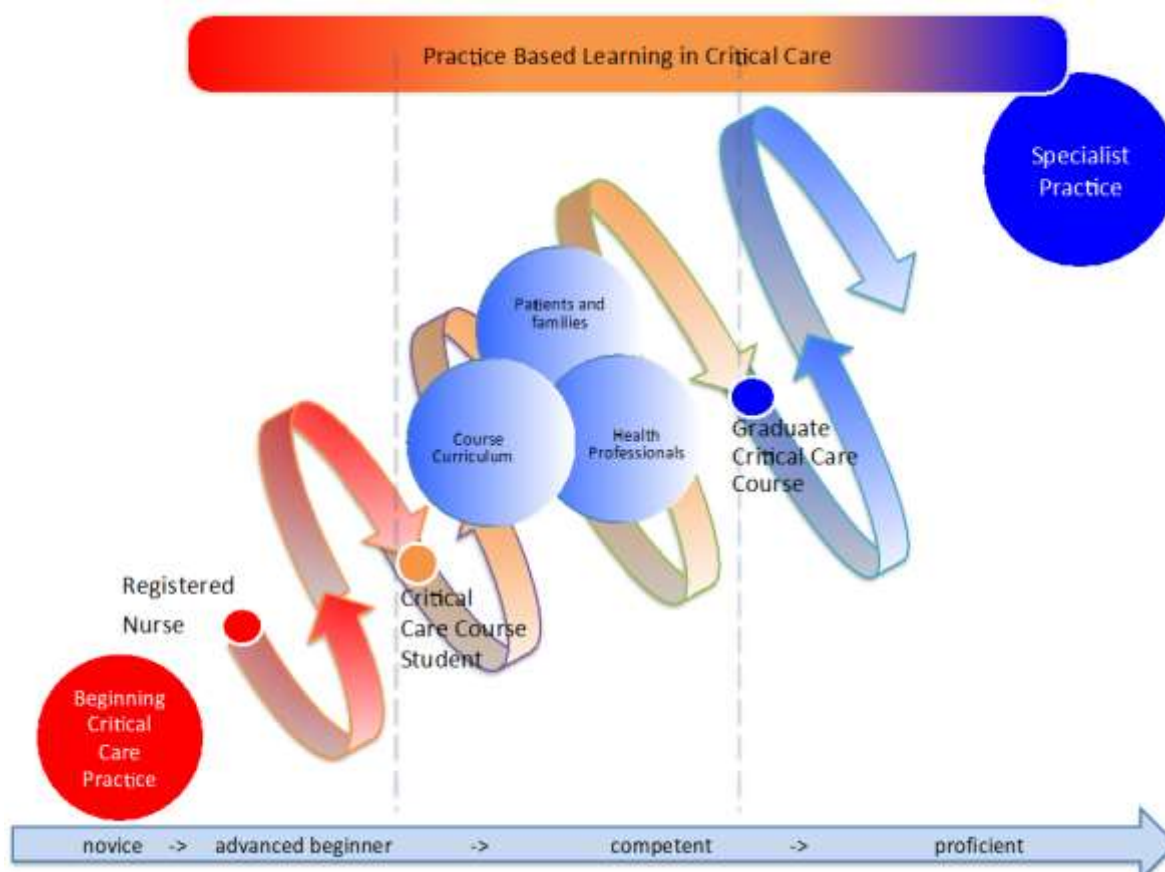 Practice Based Learning in Critical Care
Specialist
Practice
Patients and
families
Course
Curriculum
Health
Professionals
Graduate
Critical Care
Course
Registered
Nurse
Critical
Care Course
Student
Beginning
Critical
Care
Practice
novice -> advanced beginner -> competent -> proficient